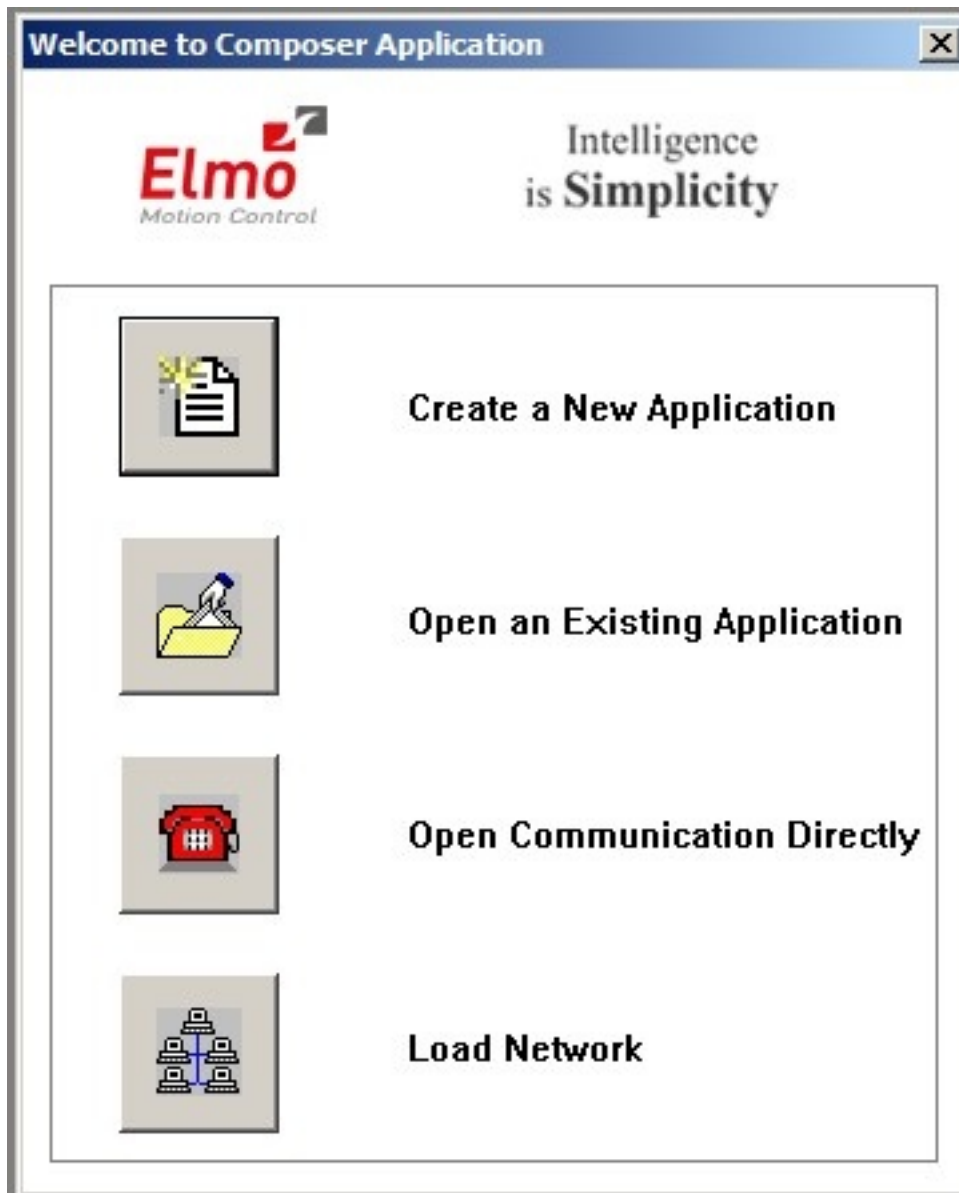 Welcome to Composer Application
Elmo
Motion Control
Intelligence
is Simplicity
Create a New Application
Open an Existing Application
Open Communication Directly
Load Network